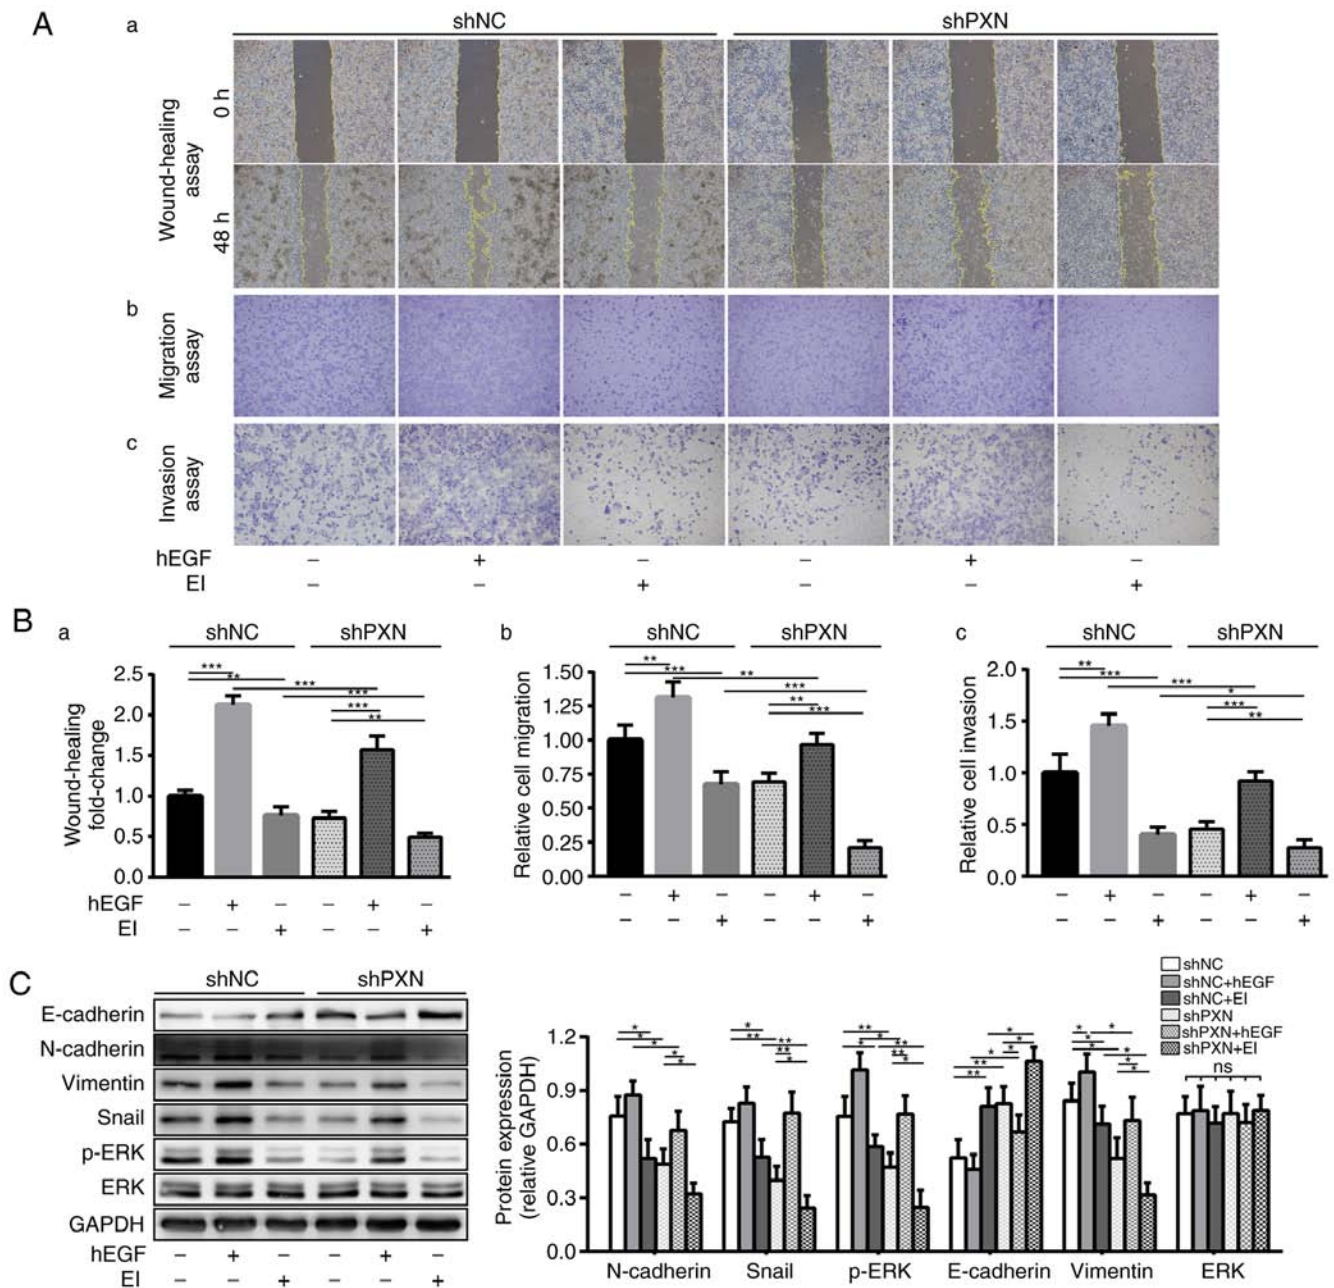 A
a
shNC
shPXN
Wound-healing
assay
0 h
48 h
b
Migration
assay
c
Invasion
assay
hEGF – + – – + –
EI – – + – – +
B
a
shNC
shPXN
2.5
2.0
1.5
1.0
0.5
0.0
Wound-healing
fold-change
*** ** *** *** *** **
hEGF – + – – + –
EI – – + – – +
b
shNC
shPXN
1.50
1.25
1.00
0.75
0.50
0.25
0.00
Relative cell migration
** *** ** *** ** ***
– + – – + –
– – + – – +
c
shNC
shPXN
2.0
1.5
1.0
0.5
0.0
Relative cell invasion
** *** *** * *** **
– + – – + –
– – + – – +
C
shNC
shPXN
E-cadherin
N-cadherin
Vimentin
Snail
p-ERK
ERK
GAPDH
hEGF – + – – + –
EI – – + – – +
shNC
shNC+hEGF
shNC+EI
shPXN
shPXN+hEGF
shPXN+EI
1.2
0.9
0.6
0.3
0.0
Protein expression
(relative GAPDH)
ns
N-cadherin
Snail
p-ERK
E-cadherin
Vimentin
ERK